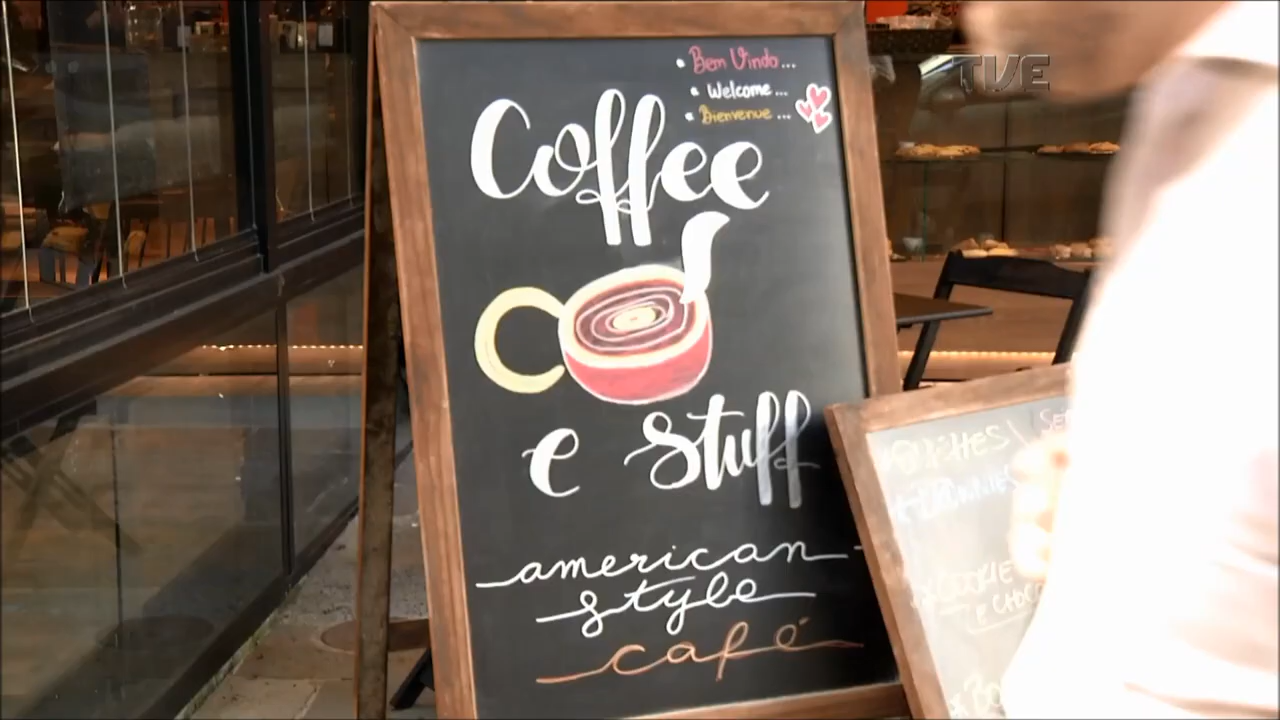 Bem Vindo...
Welcome...
Bienvenue...
Coffee
e Stuff
american
style
café
TVE